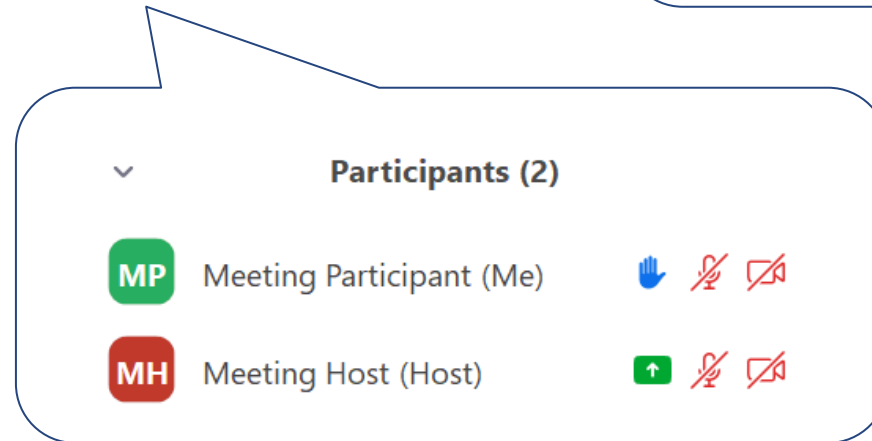 Participants (2)
MP Meeting Participant (Me)
MH Meeting Host (Host)